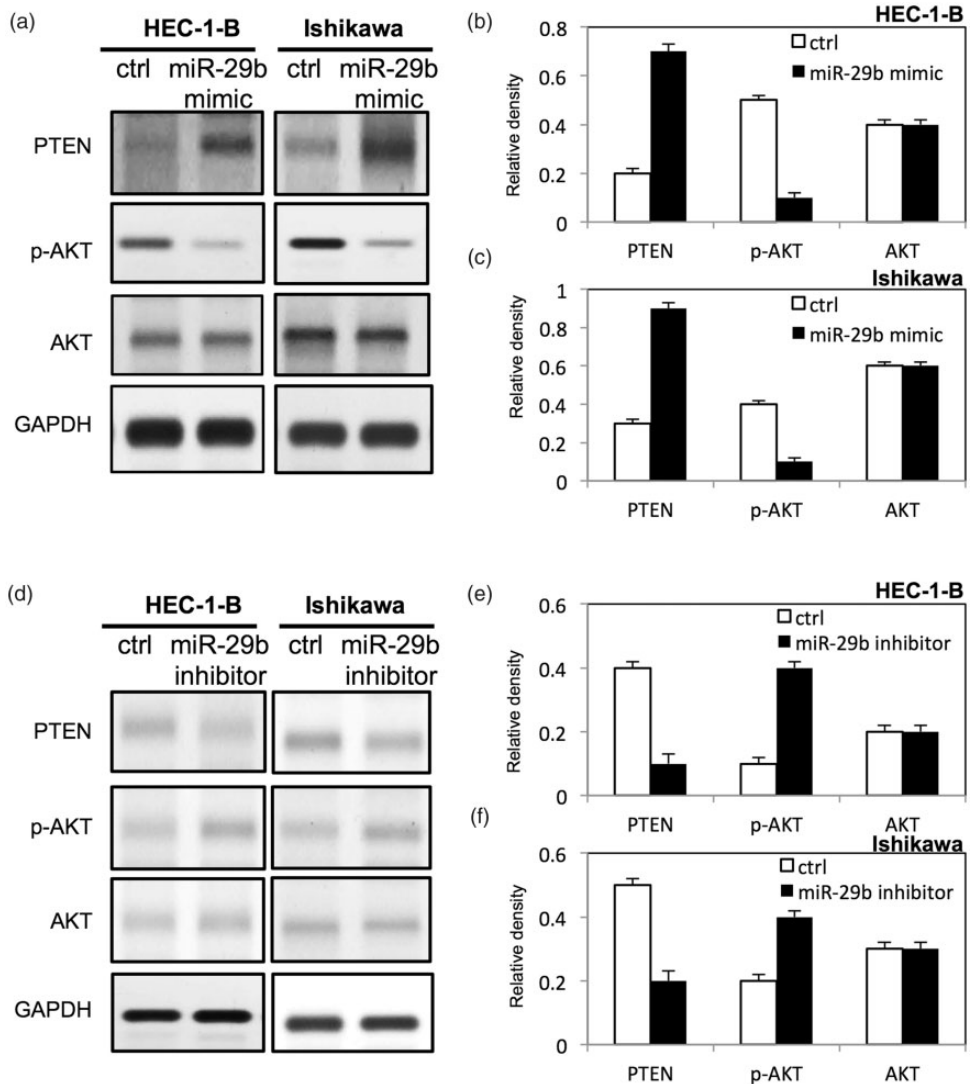 (a)
HEC-1-B Ishikawa
ctrl miR-29b mimic ctrl miR-29b mimic
PTEN
p-AKT
AKT
GAPDH
(b)
HEC-1-B
0.8
0.6
0.4
0.2
0
Relative density
ctrl
miR-29b mimic
PTEN p-AKT AKT
(c)
Ishikawa
1
0.8
0.6
0.4
0.2
0
Relative density
ctrl
miR-29b mimic
PTEN p-AKT AKT
(d)
HEC-1-B Ishikawa
ctrl miR-29b inhibitor ctrl miR-29b inhibitor
PTEN
p-AKT
AKT
GAPDH
(e)
HEC-1-B
0.6
0.4
0.2
0
Relative density
ctrl
miR-29b inhibitor
PTEN p-AKT AKT
(f)
Ishikawa
0.6
0.4
0.2
0
Relative density
ctrl
miR-29b inhibitor
PTEN p-AKT AKT